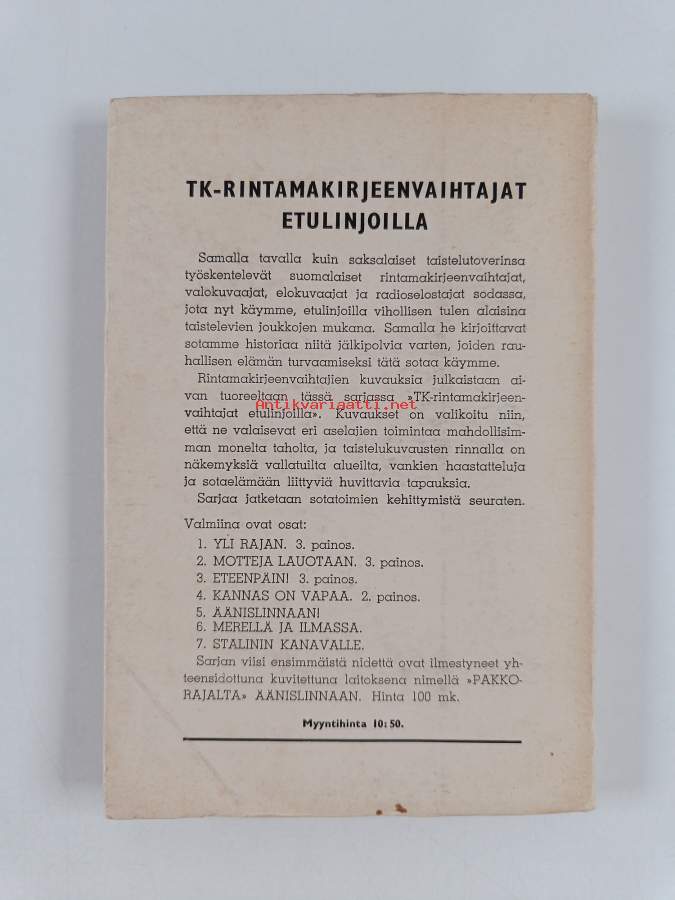 TK-RINTAMAKIRJEENVAIHTAJAT
ETULINJOILLA
Samalla tavalla kuin saksalaiset taistelutoverinsa
työskentelevät suomalaiset rintamakirjeenvaihtajat,
valokuvaajat, elokuvaajat ja radioselostajat sodassa,
jota nyt käymme, etulinjoilla vihollisen tulen alaisina
taistelevien joukkojen mukana. Samalla he kirjoittavat
sotamme historiaa niitä jälkipolvia varten, joiden rau-
hallisen elämän turvaamiseksi tätä sotaa käymme.
Rintamakirjeenvaihtajien kuvauksia julkaistaan ai-
van tuoreeltaan tässä sarjassa »TK-rintamakirjeen-
Antikvariaatti.net
vaihtajat etulinjoilla». Kuvaukset on valikoitu niin,
että ne valaisevat eri aselajien toimintaa mahdollisim-
man monelta taholta, ja taistelukuvausten rinnalla on
näkemyksiä vallatuilta alueilta, vankien haastatteluja
ja sotaelämään liittyviä huvittavia tapauksia.
Sarjaa jatketaan sotatoimien kehittymistä seuraten.
Valmiina ovat osat:
1. YLI RAJAN. 3. painos.
2. MOTTEJA LAUOTAAN. 3. painos.
3. ETEENPÄIN! 3. painos.
4. KANNAS ON VAPAA. 2. painos.
5. ÄÄNISLINNAAN!
6. MERELLÄ JA ILMASSA.
7. STALININ KANAVALLE.
Sarjan viisi ensimmäistä nidettä ovat ilmestyneet yh-
teensidottuna kuvitettuna laitoksena nimellä »PAKKO-
RAJALTA» ÄÄNISLINNAAN. Hinta 100 mk.
Myyntihinta 10:50.